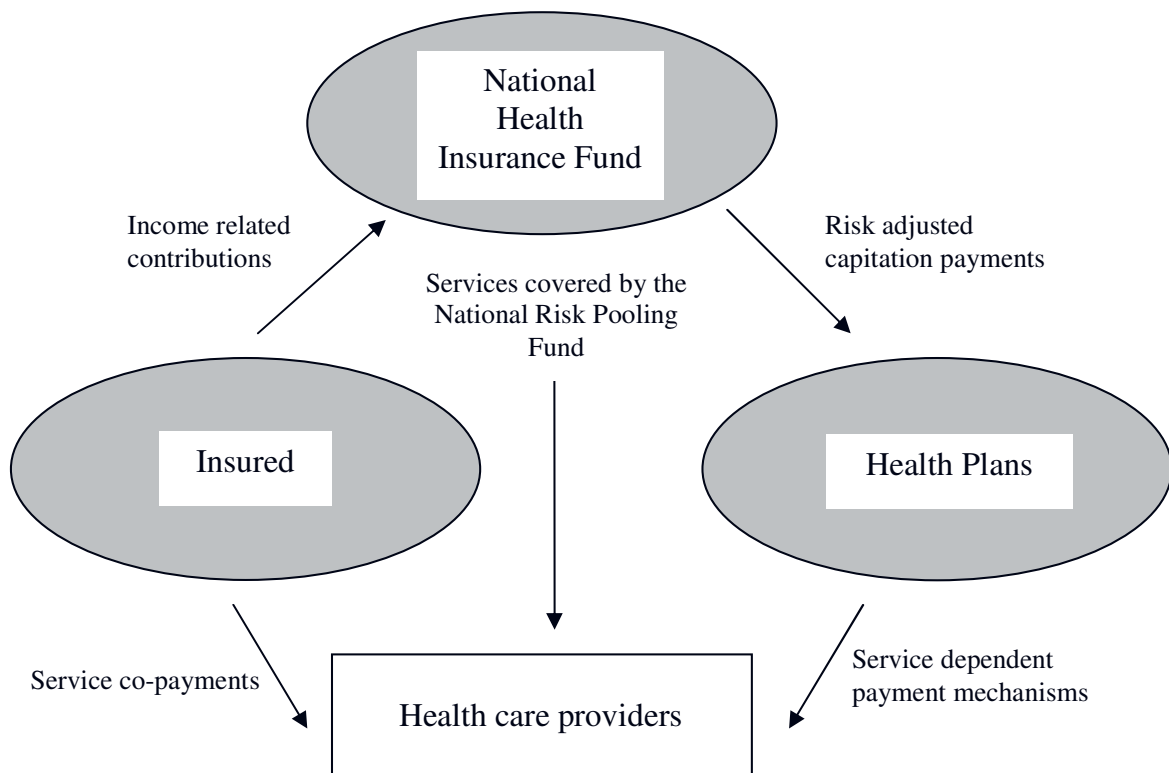 National
Health
Insurance Fund
Income related
contributions
Risk adjusted
capitation payments
Services covered by the
National Risk Pooling
Fund
Insured
Health Plans
Service co-payments
Service dependent
payment mechanisms
Health care providers